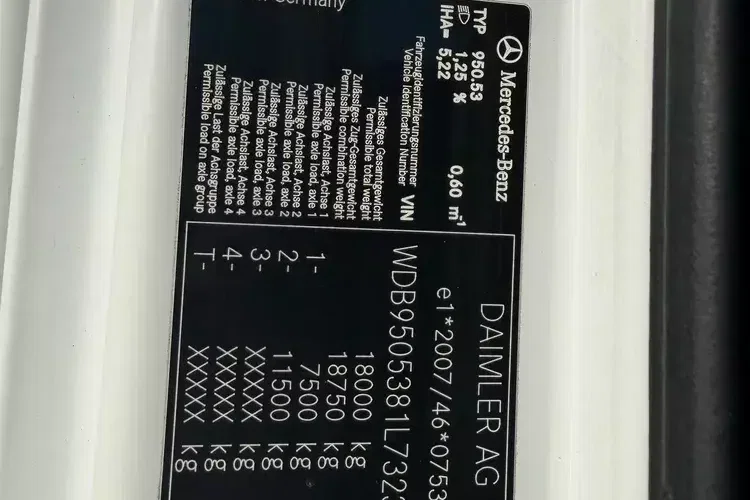 Germany
Mercedes-Benz
TYP 950.53
1,25 % 0,60 m⁻¹
IHA= 5,22
DAIMLER AG
e1*2007/46*0753
Fahrzeugidentifizierungsnummer
Vehicle Identification Number VIN WDB9505381L732
Zulässiges Gesamtgewicht
Permissible total weight 18000 kg
Zulässiges Zug-Gesamtgewicht
Permissible combination weight 18750 kg
Zulässige Achslast, Achse 1
Permissible axle load, axle 1 1- 7500 kg
Zulässige Achslast, Achse 2
Permissible axle load, axle 2 2- 11500 kg
Zulässige Achslast, Achse 3
Permissible axle load, axle 3 3- XXXXX kg
Zulässige Achslast, Achse 4
Permissible axle load, axle 4 4- XXXXX kg
Zulässige Last der Achsgruppe
Permissible load on axle group T- XXXXX kg